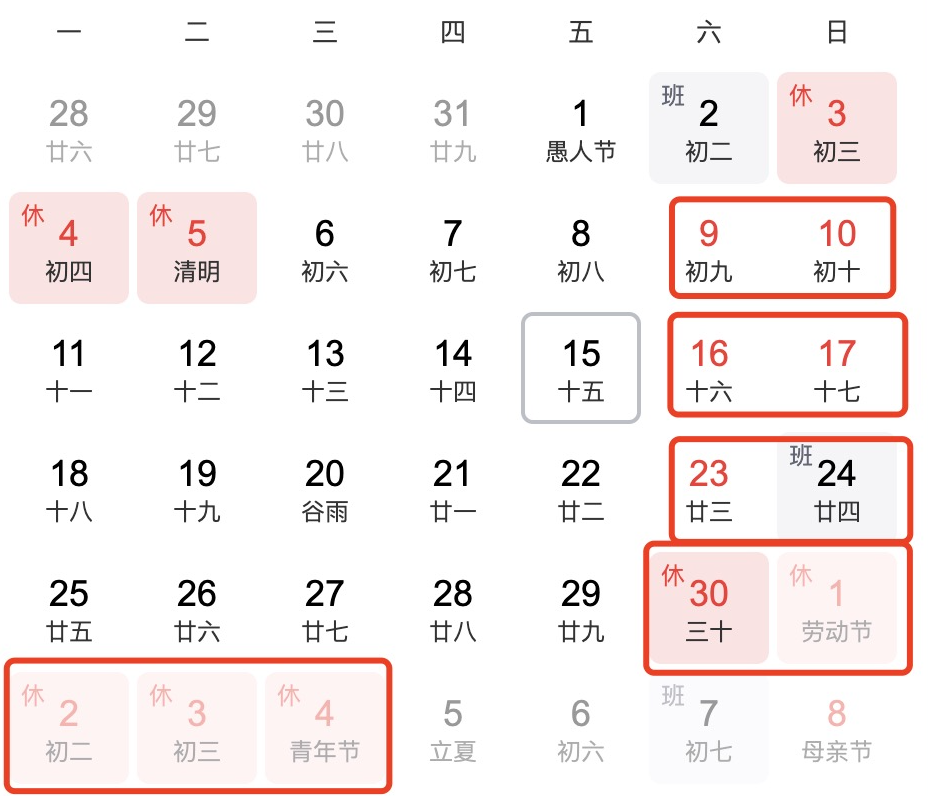 一 二 三 四 五 六 日
28 29 30 31 1 班 2 休 3
廿六 廿七 廿八 廿九 愚人节 初二 初三
休 4 休 5 6 7 8 9 10
初四 清明 初六 初七 初八 初九 初十
11 12 13 14 15 16 17
十一 十二 十三 十四 十五 十六 十七
18 19 20 21 22 23 班 24
十八 十九 谷雨 廿一 廿二 廿三 廿四
25 26 27 28 29 休 30 休 1
廿五 廿六 廿七 廿八 廿九 三十 劳动节
休 2 休 3 休 4 5 6 班 7 8
初二 初三 青年节 立夏 初六 初七 母亲节